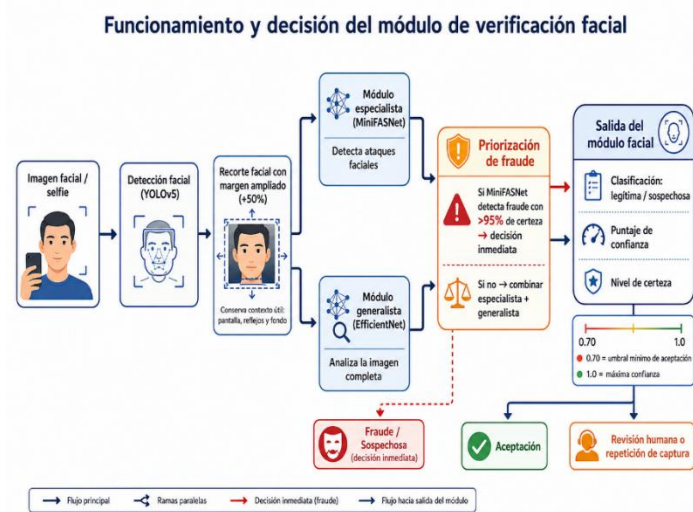 Funcionamiento y decisión del módulo de verificación facial
Imagen facial /
selfie
Detección facial
(YOLOv5)
Recorte facial con
margen ampliado
(+50%)
Conserva contexto útil:
pantalla, reflejos y fondo
Módulo
especialista
(MiniFASNet)
Detecta ataques
faciales
Módulo
generalista
(EfficientNet)
Analiza la imagen
completa
Priorización
de fraude
Si MiniFASNet
detecta fraude con
>95% de certeza
→ decisión
inmediata
Si no → combinar
especialista +
generalista
Salida del
módulo facial
Clasificación:
legítima / sospechosa
Puntaje de
confianza
Nivel de certeza
0.70
1.0
0.70 = umbral mínimo de aceptación
1.0 = máxima confianza
Fraude /
Sospechosa
(decisión inmediata)
Aceptación
Revisión humana o
repetición de captura
Flujo principal
Ramas paralelas
Decisión inmediata (fraude)
Flujo hacia salida del módulo